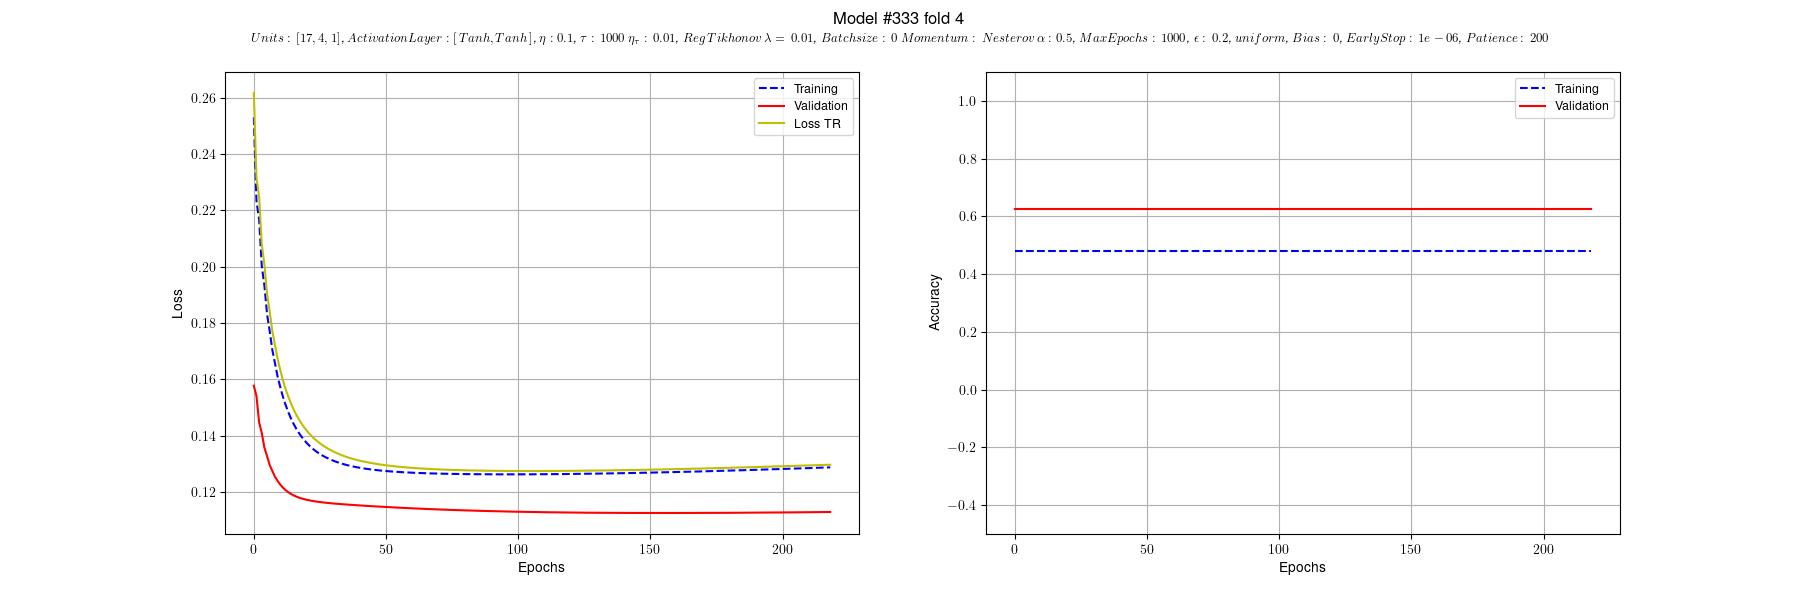 Model #333 fold 4
Units : [17, 4, 1], ActivationLayer : [Tanh, Tanh], η : 0.1, τ : 1000 ητ : 0.01, RegTikhonov λ = 0.01, Batchsize : 0 Momentum : Nesterov α : 0.5, MaxEpochs : 1000, ϵ : 0.2, uniform, Bias : 0, EarlyStop : 1e − 06, Patience : 200
Training
Validation
Loss TR
0.26
0.24
0.22
0.20
0.18
0.16
0.14
0.12
Loss
0 50 100 150 200
Epochs
Training
Validation
1.0
0.8
0.6
0.4
0.2
0.0
−0.2
−0.4
Accuracy
0 50 100 150 200
Epochs